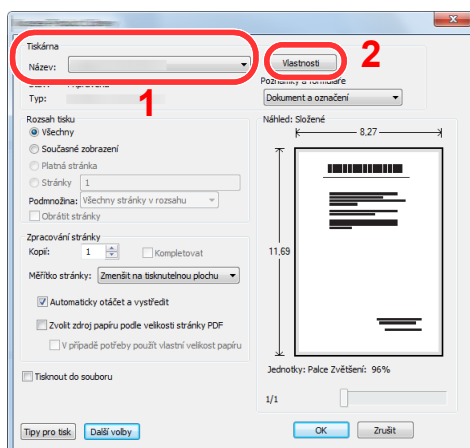 Tiskárna
Název:
Vlastnosti
2
Poznámky a formuláře
Typ:
1
Dokument a označení
Rozsah tisku
Všechny
Současné zobrazení
Platná stránka
Stránky 1
Podmnožina: Všechny stránky v rozsahu
Obrátit stránky
Zpracování stránky
Kopií: 1 Kompletovat
Měřítko stránky: Zmenšit na tisknutelnou plochu
Automaticky otáčet a vystředit
Zvolit zdroj papíru podle velikosti stránky PDF
V případě potřeby použít vlastní velikost papíru
Tisknout do souboru
Náhled: Složené
8,27
11,69
Jednotky: Palce Zvětšení: 96%
1/1
Tipy pro tisk
Další volby
OK
Zrušit